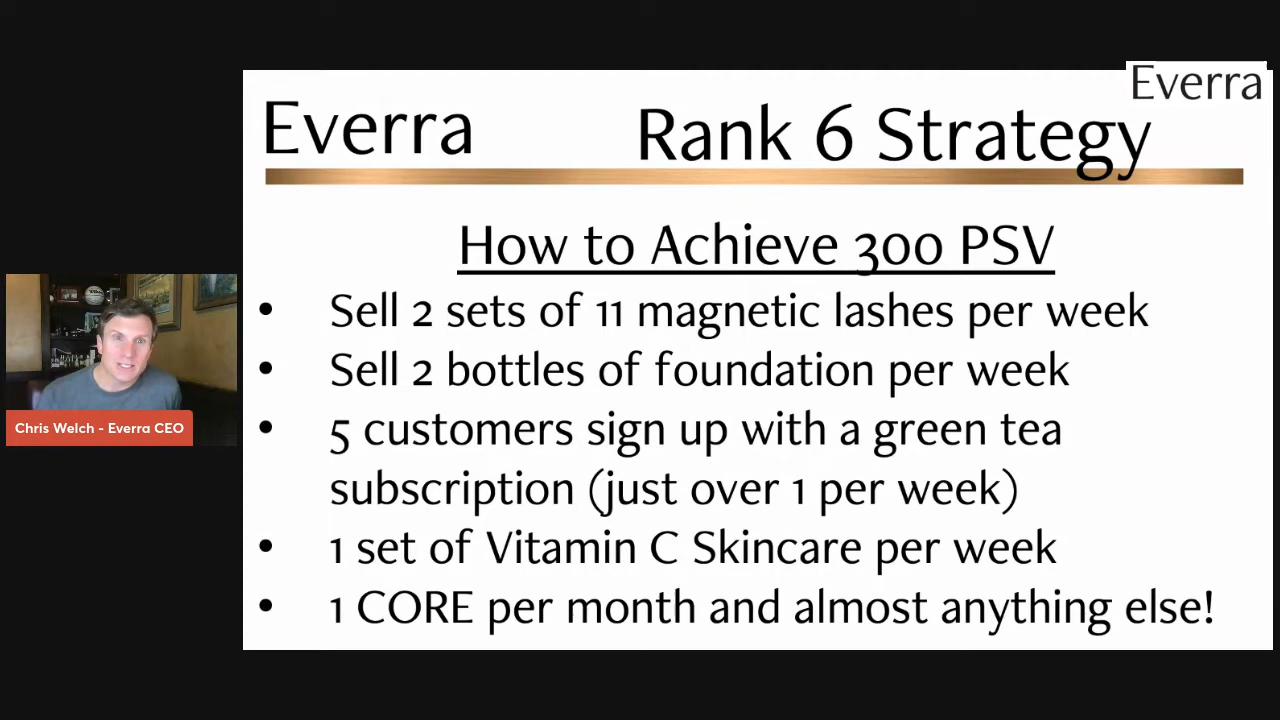 Everra
Everra
Rank 6 Strategy
How to Achieve 300 PSV
• Sell 2 sets of 11 magnetic lashes per week
• Sell 2 bottles of foundation per week
• 5 customers sign up with a green tea
subscription (just over 1 per week)
• 1 set of Vitamin C Skincare per week
• 1 CORE per month and almost anything else!
Chris Welch - Everra CEO